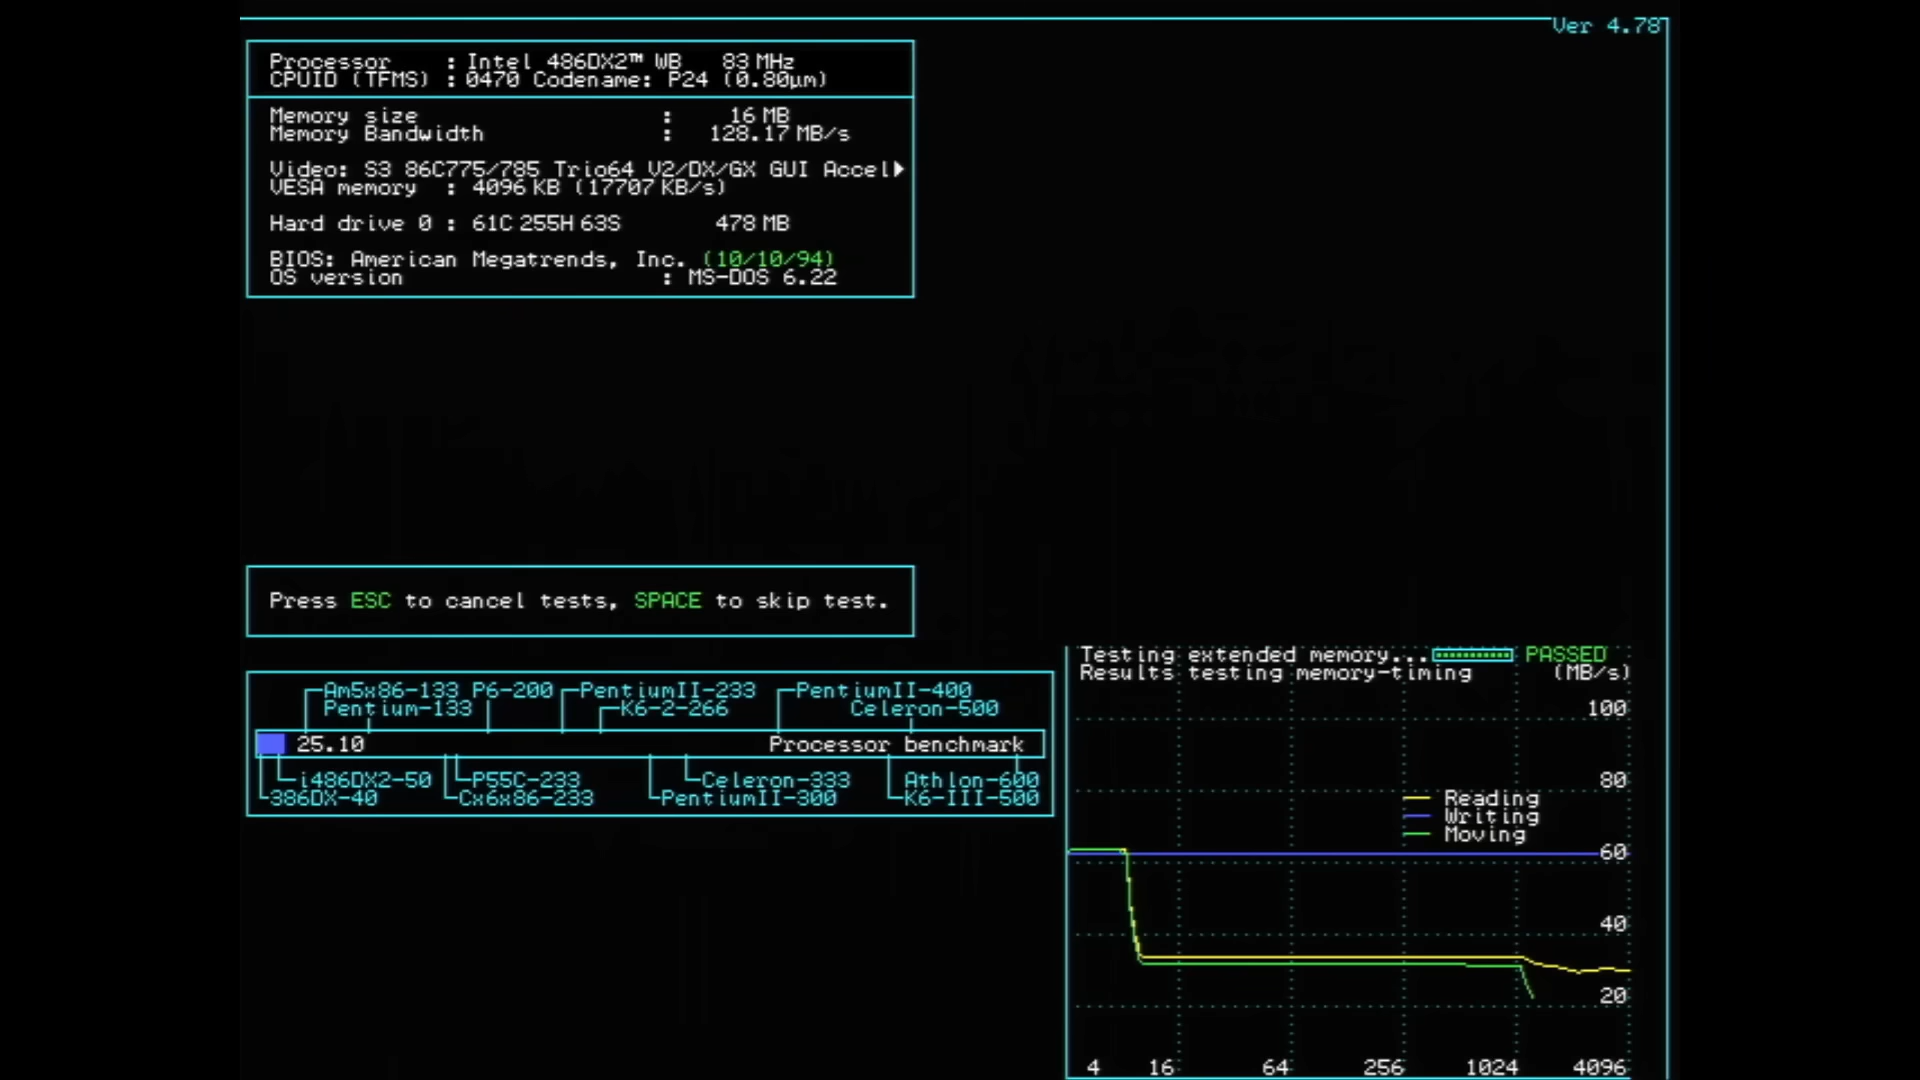 Ver 4.78
Processor : Intel 486DX2™ WB 83 MHz
CPUID (TFMS) : 0470 Codename: P24 (0.80µm)
Memory size : 16 MB
Memory Bandwidth : 128.17 MB/s
Video: S3 86C775/785 Trio64 V2/DX/GX GUI Accel
VESA memory : 4096 KB (17707 KB/s)
Hard drive 0 : 61C 255H 63S 478 MB
BIOS: American Megatrends, Inc. (10/10/94)
OS version : MS-DOS 6.22
Press ESC to cancel tests, SPACE to skip test.
Am5x86-133 P6-200 PentiumII-233 PentiumII-400
Pentium-133 K6-2-266 Celeron-500
25.10 Processor benchmark
i486DX2-50 P55C-233 Celeron-333 Athlon-600
386DX-40 Cx6x86-233 PentiumII-300 K6-III-500
Testing extended memory... PASSED
Results testing memory-timing (MB/s)
100
80
Reading
Writing
Moving
60
40
20
4 16 64 256 1024 4096